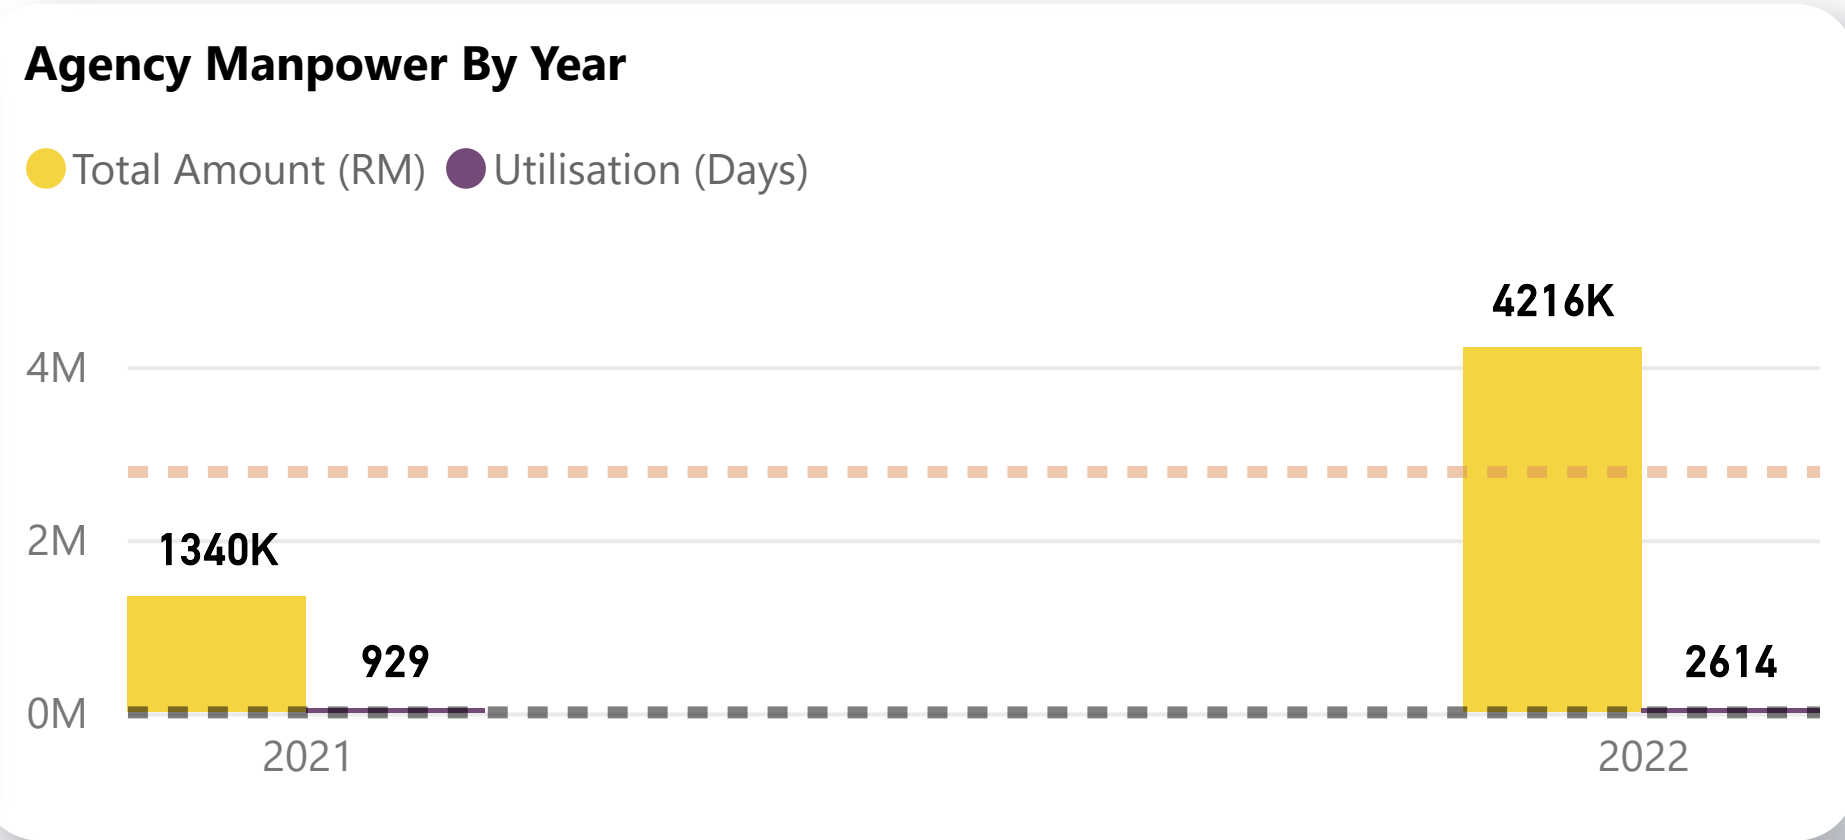 Agency Manpower By Year
Total Amount (RM) Utilisation (Days)
4216K
4M
2M
1340K
929
2614
0M
2021 2022